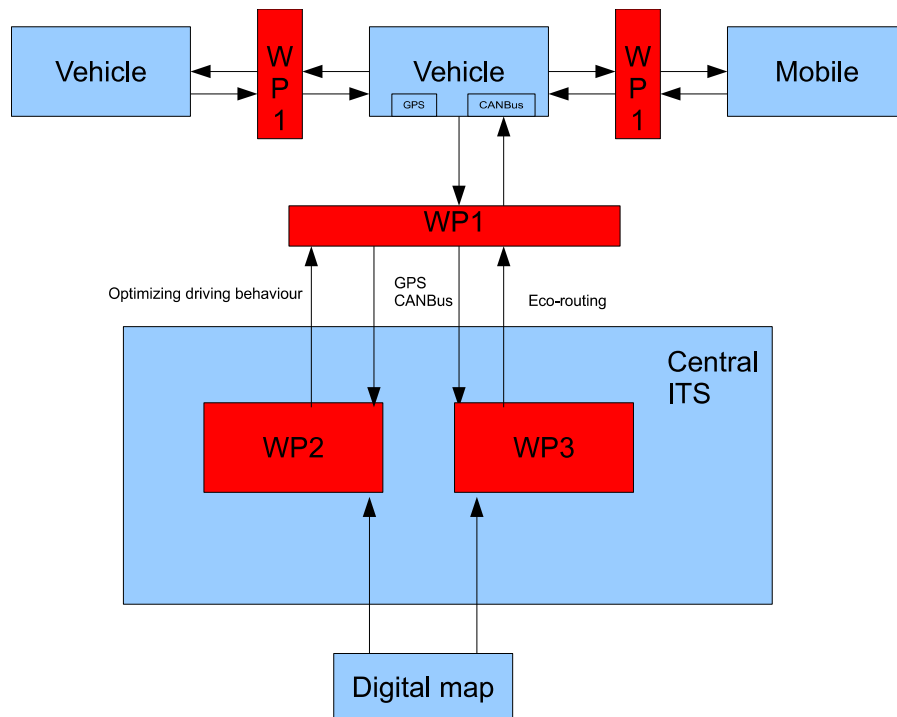 Vehicle
W
P
1
Vehicle
GPS
CANBus
W
P
1
Mobile
WP1
Optimizing driving behaviour
GPS
CANBus
Eco-routing
Central
ITS
WP2
WP3
Digital map